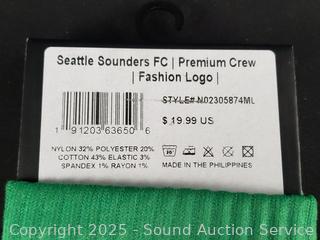 Seattle Sounders FC | Premium Crew
| Fashion Logo |
STYLE# N02305874ML
$ 19.99 US
1 91203 63650 6
NYLON 32% POLYESTER 20%
COTTON 43% ELASTIC 3%
SPANDEX 1% RAYON 1%
MADE IN THE PHILIPPINES
Copyright 2025 - Sound Auction Service